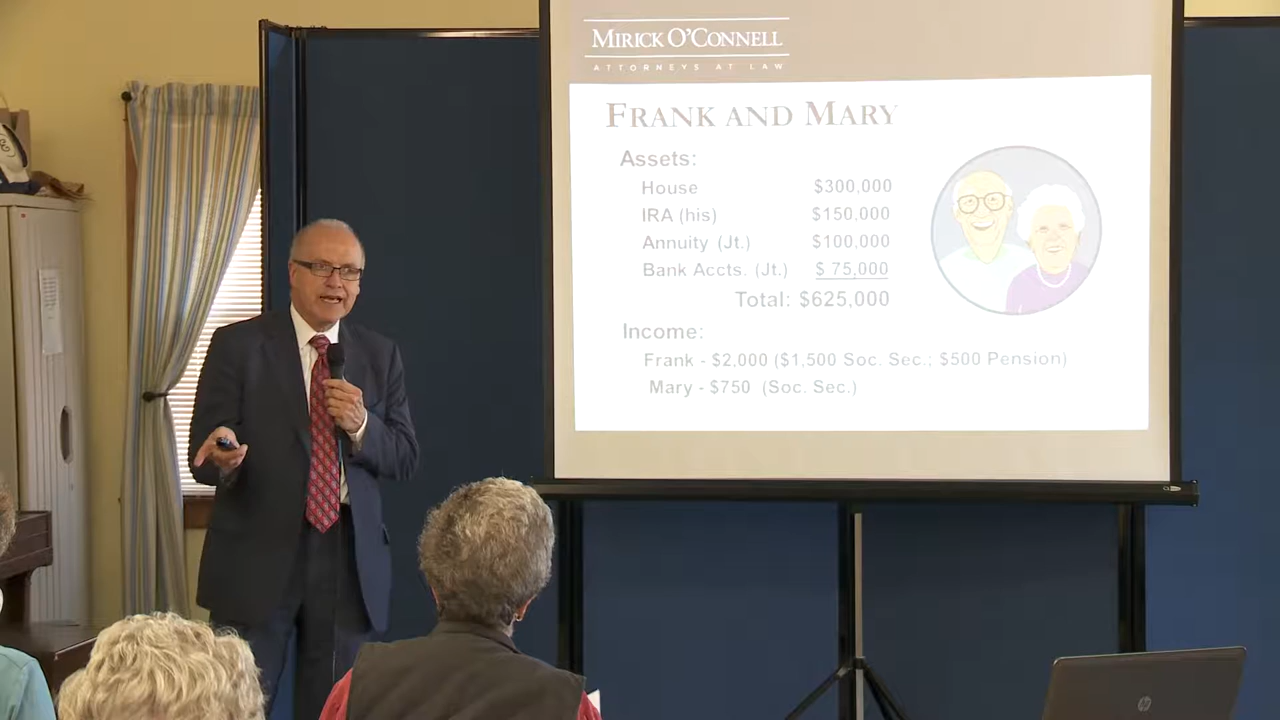 MIRICK O'CONNELL
ATTORNEYS AT LAW
FRANK AND MARY
Assets:
House $300,000
IRA (his) $150,000
Annuity (Jt.) $100,000
Bank Accts. (Jt.) $ 75,000
Total: $625,000
Income:
Frank - $2,000 ($1,500 Soc. Sec.; $500 Pension)
Mary - $750 (Soc. Sec.)
hp